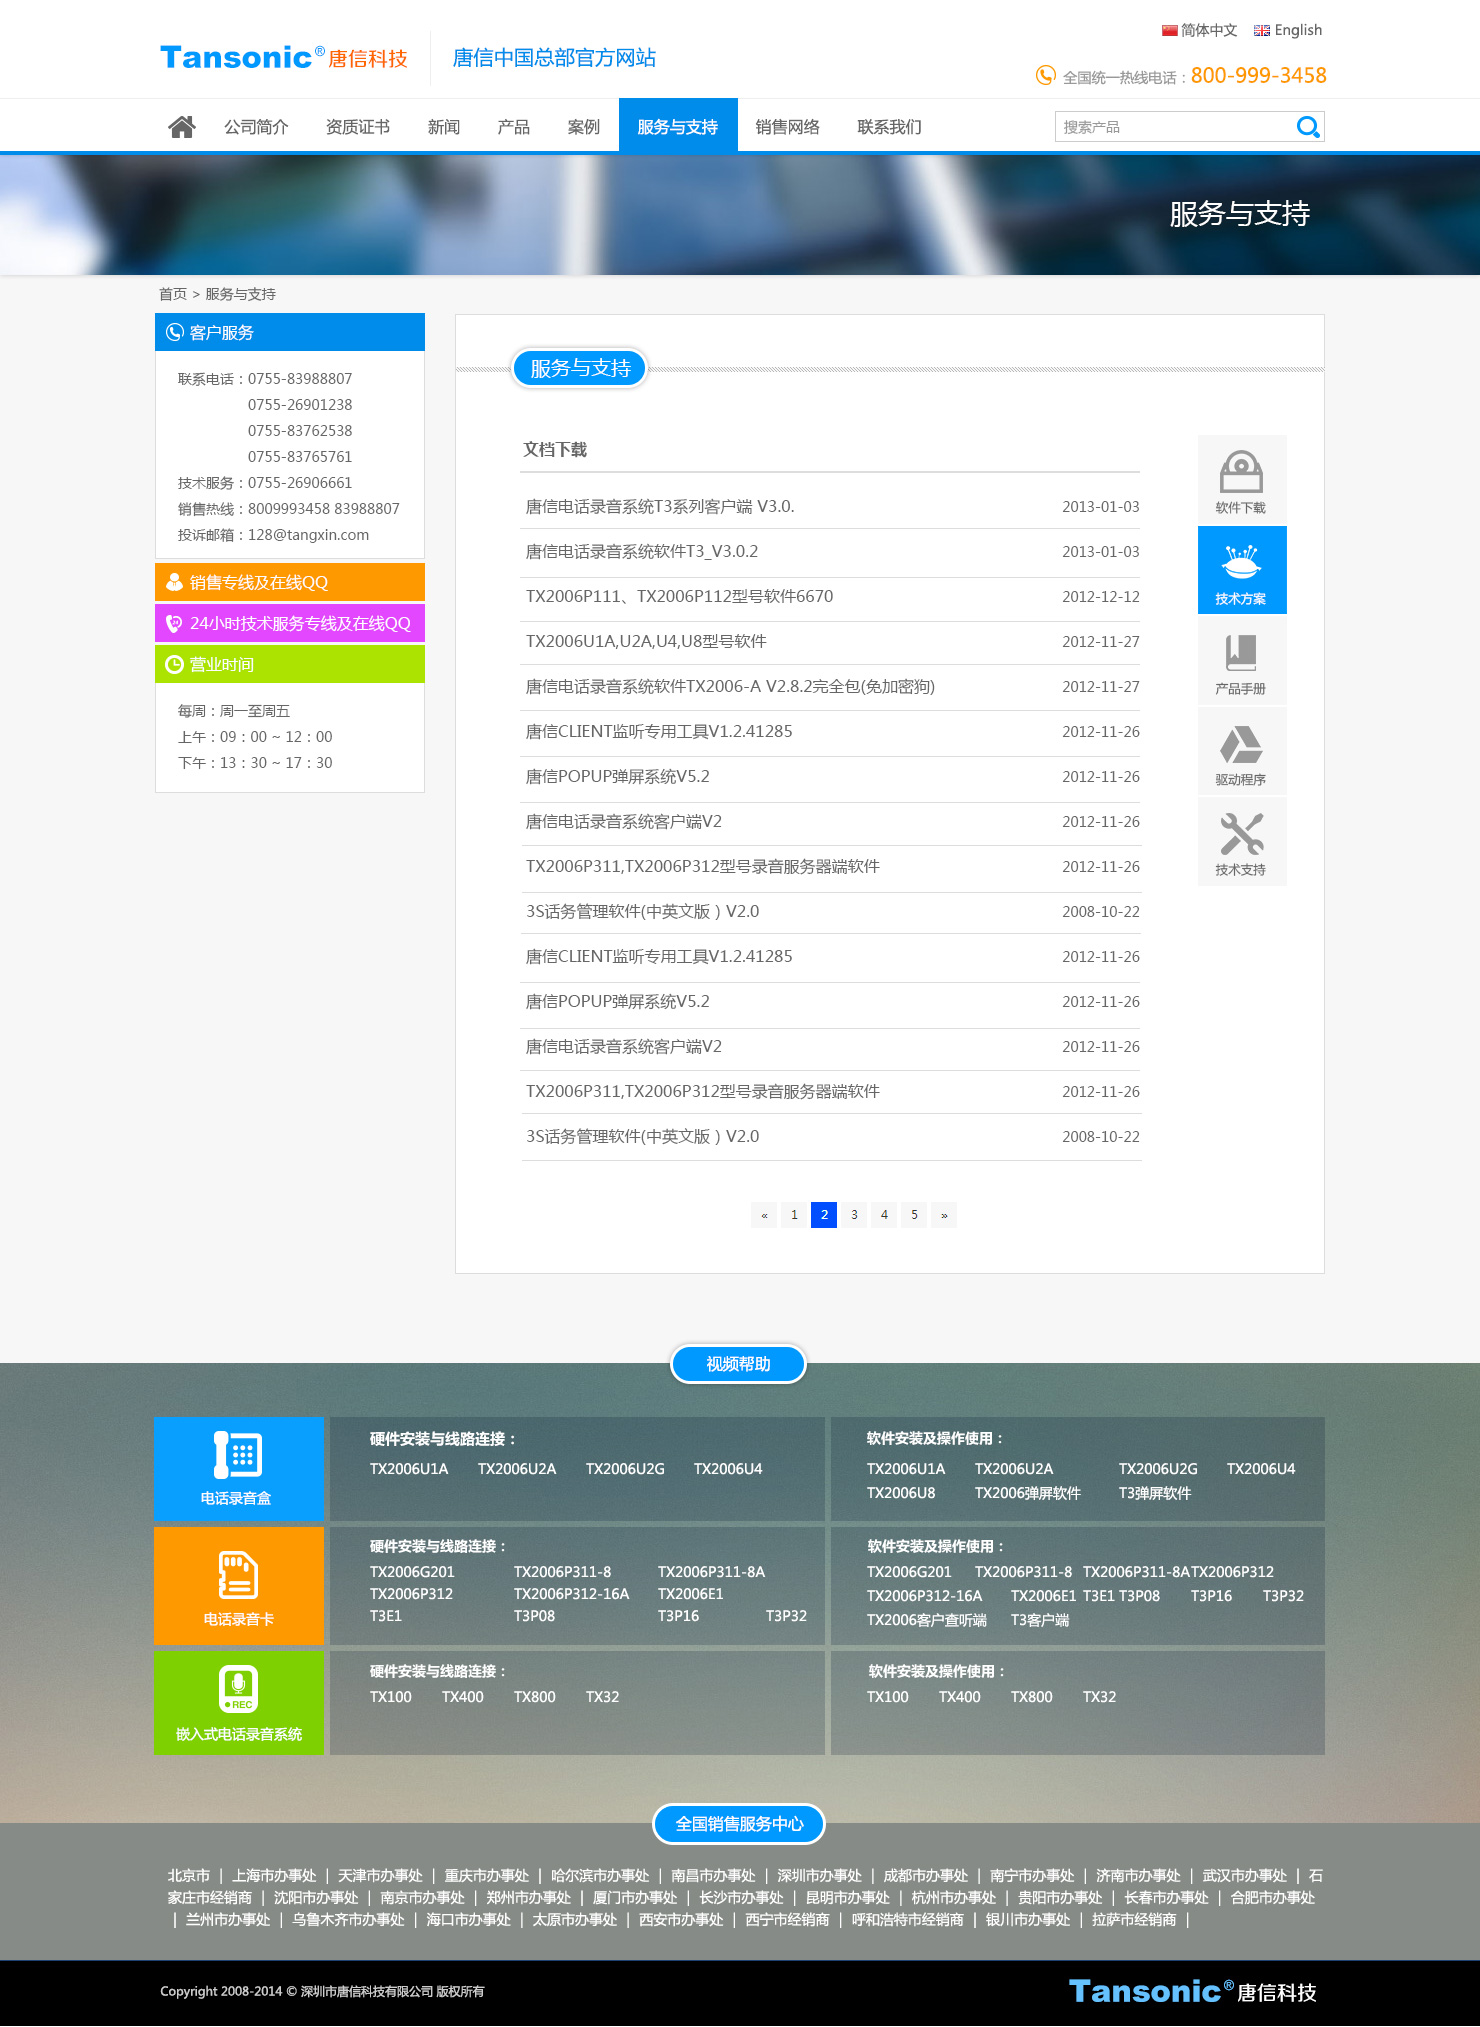 简体中文 English
Tansonic® 唐信科技 唐信中国总部官方网站
全国统一热线电话：800-999-3458
公司简介 资质证书 新闻 产品 案例 服务与支持 销售网络 联系我们 搜索产品
服务与支持
首页 > 服务与支持
客户服务
联系电话：0755-83988807
0755-26901238
0755-83762538
0755-83765761
技术服务：0755-26906661
销售热线：8009993458 83988807
投诉邮箱：128@tangxin.com
销售专线及在线QQ
24小时技术服务专线及在线QQ
营业时间
每周：周一至周五
上午：09：00 ~ 12：00
下午：13：30 ~ 17：30
服务与支持
文档下载
唐信电话录音系统T3系列客户端 V3.0. 2013-01-03
唐信电话录音系统软件T3_V3.0.2 2013-01-03
TX2006P111、TX2006P112型号软件6670 2012-12-12
TX2006U1A,U2A,U4,U8型号软件 2012-11-27
唐信电话录音系统软件TX2006-A V2.8.2完全包(免加密狗) 2012-11-27
唐信CLIENT监听专用工具V1.2.41285 2012-11-26
唐信POPUP弹屏系统V5.2 2012-11-26
唐信电话录音系统客户端V2 2012-11-26
TX2006P311,TX2006P312型号录音服务器端软件 2012-11-26
3S话务管理软件(中英文版）V2.0 2008-10-22
唐信CLIENT监听专用工具V1.2.41285 2012-11-26
唐信POPUP弹屏系统V5.2 2012-11-26
唐信电话录音系统客户端V2 2012-11-26
TX2006P311,TX2006P312型号录音服务器端软件 2012-11-26
3S话务管理软件(中英文版）V2.0 2008-10-22
软件下载
技术方案
产品手册
驱动程序
技术支持
« 1 2 3 4 5 »
视频帮助
电话录音盒
硬件安装与线路连接：
TX2006U1A TX2006U2A TX2006U2G TX2006U4
软件安装及操作使用：
TX2006U1A TX2006U2A TX2006U2G TX2006U4
TX2006U8 TX2006弹屏软件 T3弹屏软件
电话录音卡
硬件安装与线路连接：
TX2006G201 TX2006P311-8 TX2006P311-8A
TX2006P312 TX2006P312-16A TX2006E1
T3E1 T3P08 T3P16 T3P32
软件安装及操作使用：
TX2006G201 TX2006P311-8 TX2006P311-8ATX2006P312
TX2006P312-16A TX2006E1 T3E1 T3P08 T3P16 T3P32
TX2006客户查听端 T3客户端
REC
嵌入式电话录音系统
硬件安装与线路连接：
TX100 TX400 TX800 TX32
软件安装及操作使用：
TX100 TX400 TX800 TX32
全国销售服务中心
北京市 | 上海市办事处 | 天津市办事处 | 重庆市办事处 | 哈尔滨市办事处 | 南昌市办事处 | 深圳市办事处 | 成都市办事处 | 南宁市办事处 | 济南市办事处 | 武汉市办事处 | 石
家庄市经销商 | 沈阳市办事处 | 南京市办事处 | 郑州市办事处 | 厦门市办事处 | 长沙市办事处 | 昆明市办事处 | 杭州市办事处 | 贵阳市办事处 | 长春市办事处 | 合肥市办事处
| 兰州市办事处 | 乌鲁木齐市办事处 | 海口市办事处 | 太原市办事处 | 西安市办事处 | 西宁市经销商 | 呼和浩特市经销商 | 银川市办事处 | 拉萨市经销商 |
Copyright 2008-2014 © 深圳市唐信科技有限公司 版权所有
Tansonic® 唐信科技